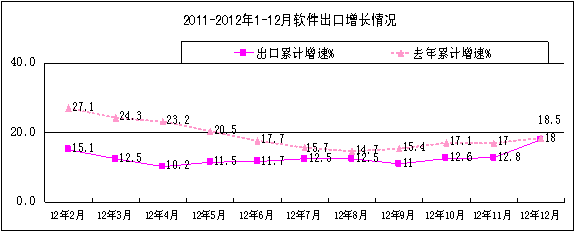 2011-2012年1-12月软件出口增长情况
出口累计增速% 去年累计增速%
40.0
20.0
0.0
27.1 24.3 23.2 20.5 17.7 15.7 14.7 15.4 17.1 17 18.5
15.1 12.5 10.2 11.5 11.7 12.5 12.5 11 12.6 12.8 18
12年2月 12年3月 12年4月 12年5月 12年6月 12年7月 12年8月 12年9月 12年10月 12年11月 12年12月